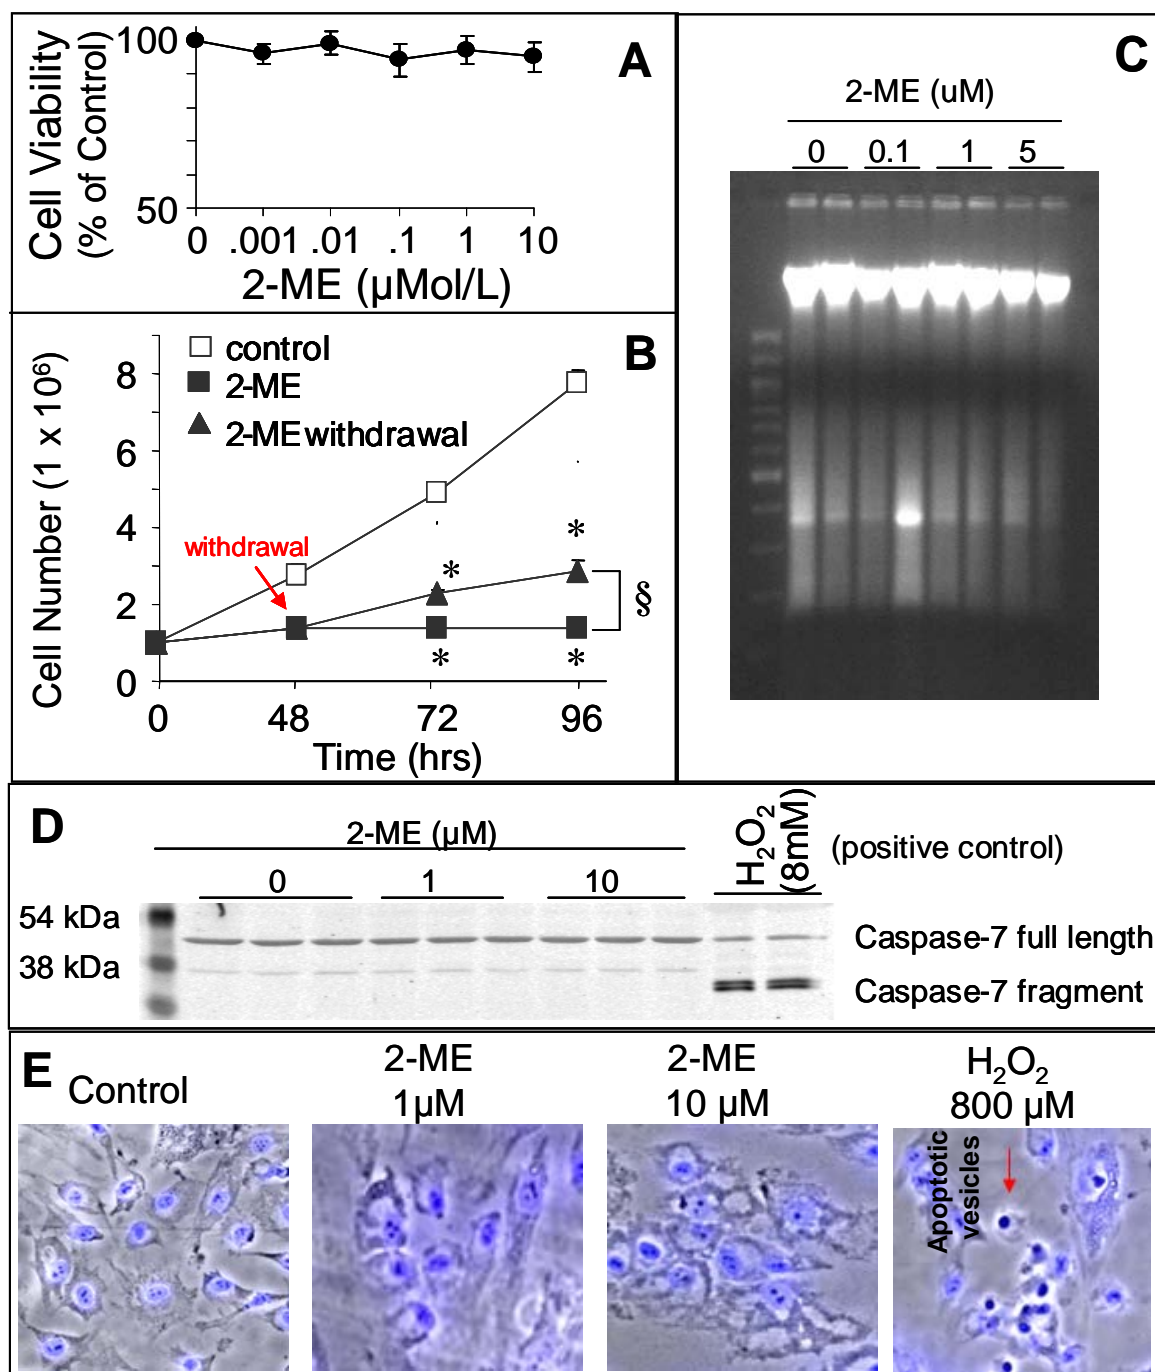 A
Cell Viability
(% of Control)
100
50
0 .001 .01 .1 1 10
2-ME (µMol/L)
B
control
2-ME
2-ME withdrawal
Cell Number (1 x 10⁶)
8
6
4
2
0
withdrawal
*
*
*
*
§
0 48 72 96
Time (hrs)
C
2-ME (uM)
0 0.1 1 5
D
2-ME (µM)
0 1 10
H₂O₂
(8mM)
(positive control)
54 kDa
38 kDa
Caspase-7 full length
Caspase-7 fragment
E
Control
2-ME
1µM
2-ME
10 µM
H₂O₂
800 µM
Apoptotic
vesicles